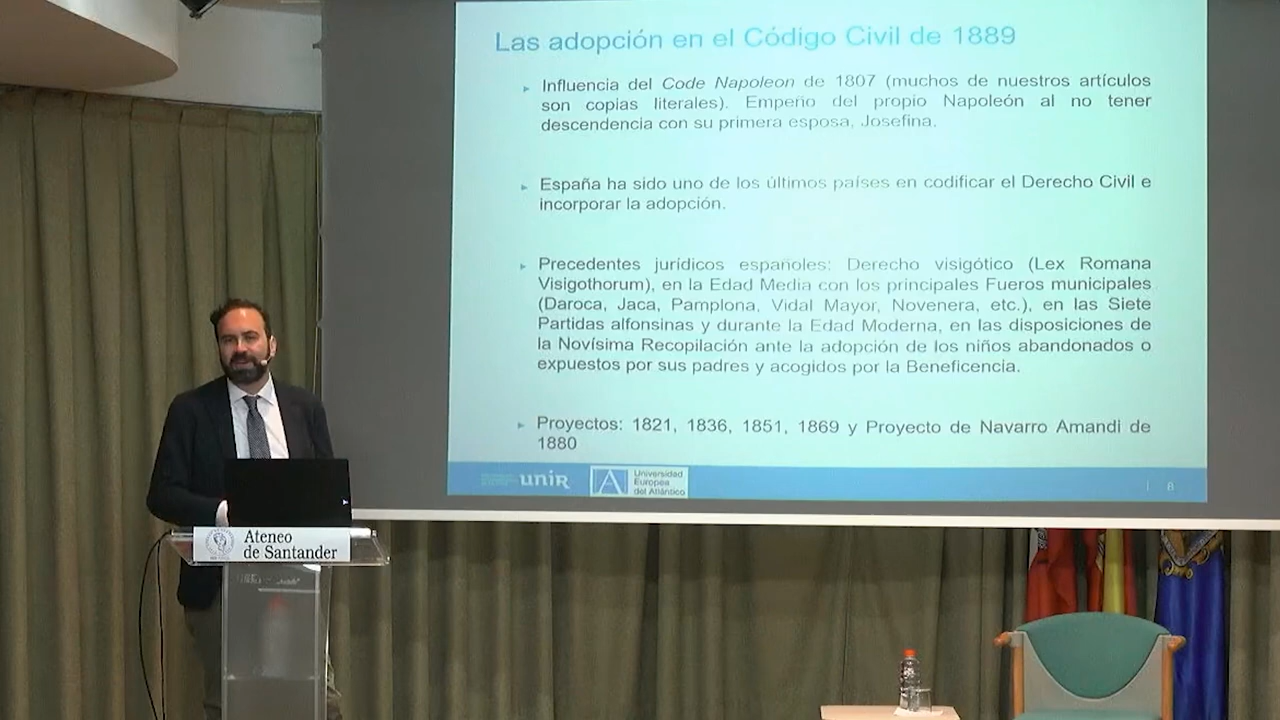 Las adopción en el Código Civil de 1889
Influencia del Code Napoleon de 1807 (muchos de nuestros artículos
son copias literales). Empeño del propio Napoleón al no tener
descendencia con su primera esposa, Josefina.
España ha sido uno de los últimos países en codificar el Derecho Civil e
incorporar la adopción.
Precedentes jurídicos españoles: Derecho visigótico (Lex Romana
Visigothorum), en la Edad Media con los principales Fueros municipales
(Daroca, Jaca, Pamplona, Vidal Mayor, Novenera, etc.), en las Siete
Partidas alfonsinas y durante la Edad Moderna, en las disposiciones de
la Novísima Recopilación ante la adopción de los niños abandonados o
expuestos por sus padres y acogidos por la Beneficencia.
Proyectos: 1821, 1836, 1851, 1869 y Proyecto de Navarro Amandi de
1880
unir
Universidad
Europea
del Atlántico
8
Ateneo
de Santander